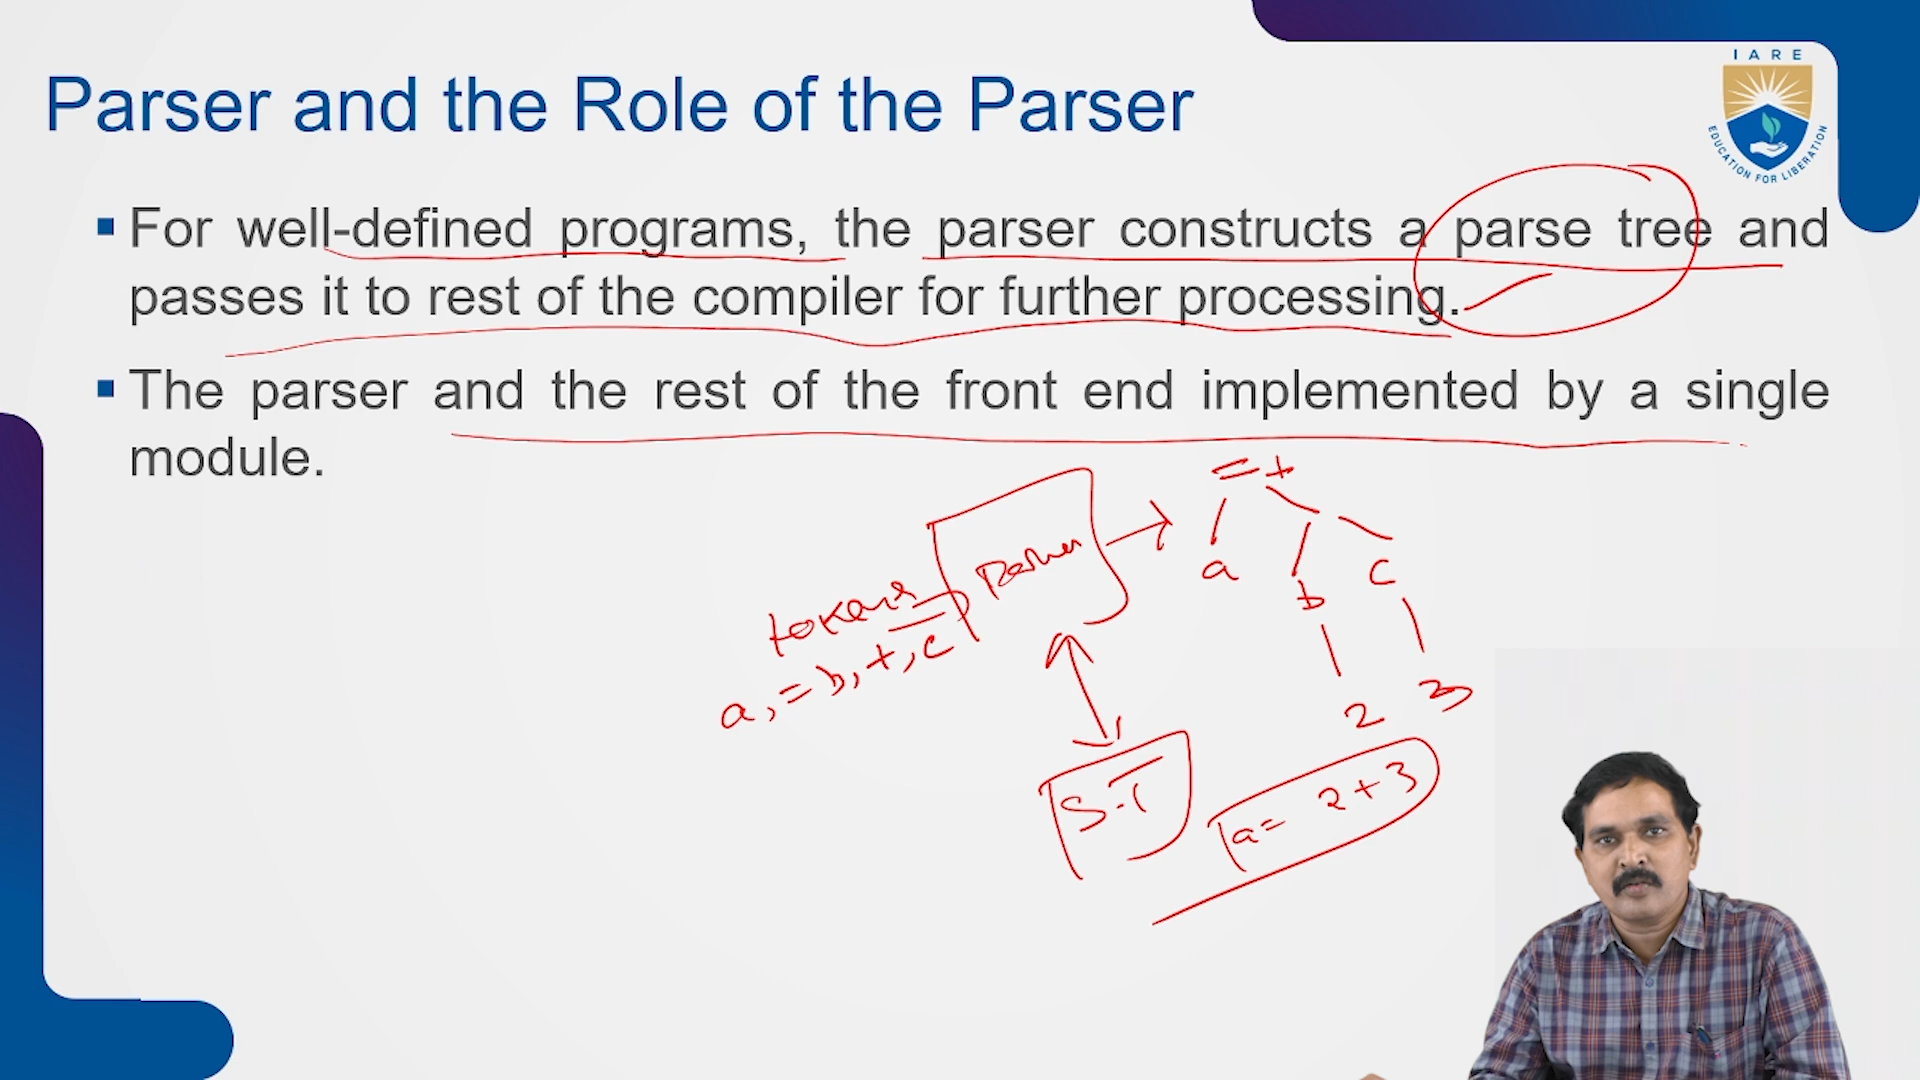 IARE
EDUCATION FOR LIBERATION
Parser and the Role of the Parser
For well-defined programs, the parser constructs a parse tree and
passes it to rest of the compiler for further processing.
The parser and the rest of the front end implemented by a single
module.
= +
a b c
2 3
tokens
a, = b, + , c
S.T
a = 2 + 3